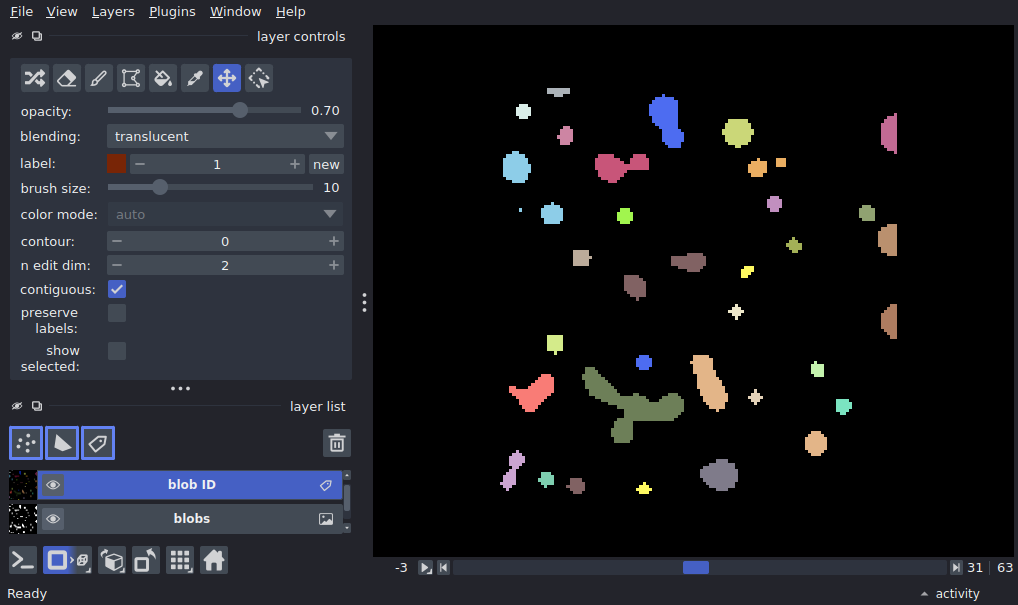 File View Layers Plugins Window Help
layer controls
opacity: 0.70
blending: translucent
label: 1 new
brush size: 10
color mode: auto
contour: 0
n edit dim: 2
contiguous:
preserve
labels:
show
selected:
layer list
blob ID
blobs
-3 31 63
Ready activity